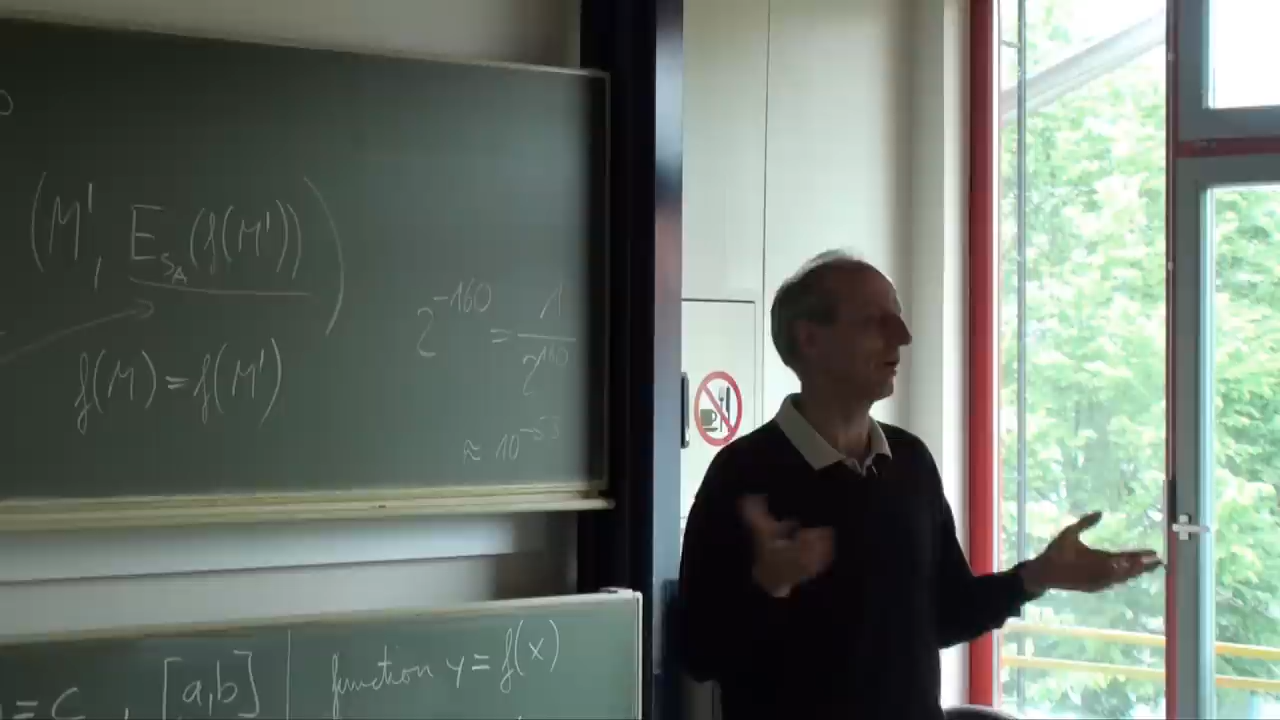 (M', E_{S_A}(f(M')))
f(M) = f(M')
2^{-160} = 1/2^{160}
≈ 10^{-53}
= C, [a,b] | function y = f(x)